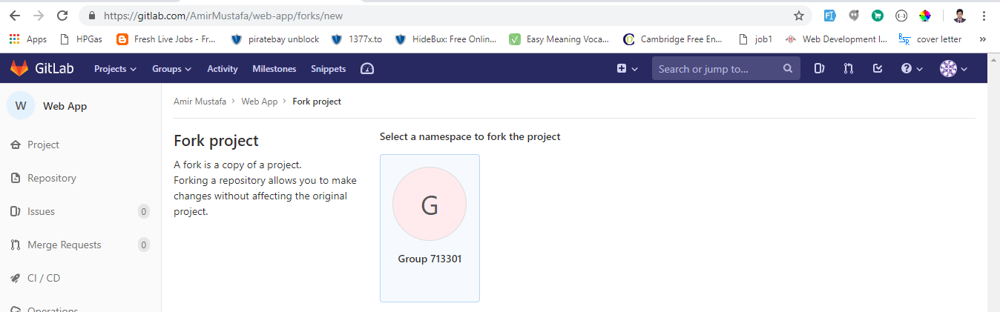 https://gitlab.com/AmirMustafa/web-app/forks/new
Apps HPGas Fresh Live Jobs - Fr... piratebay unblock 1377x.to HideBux: Free Onlin... Easy Meaning Voca... Cambridge Free En... job1 Web Development I... cover letter »
GitLab Projects Groups Activity Milestones Snippets Search or jump to...
W Web App
Amir Mustafa > Web App > Fork project
Project
Repository
Issues 0
Merge Requests 0
CI / CD
Operations
Fork project
A fork is a copy of a project.
Forking a repository allows you to make
changes without affecting the original
project.
Select a namespace to fork the project
G
Group 713301